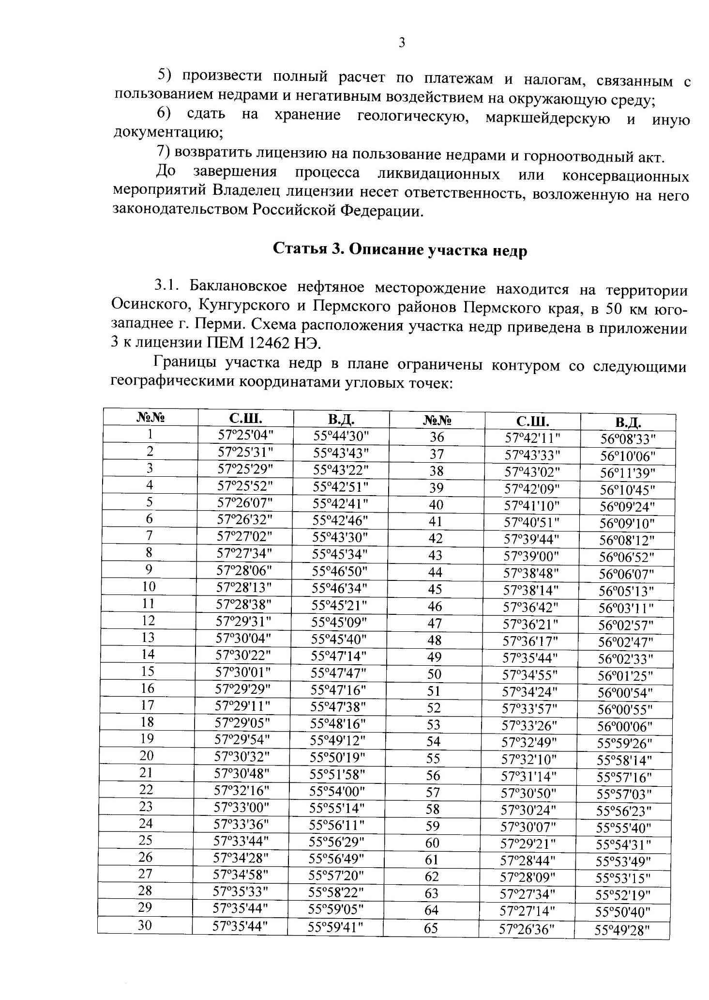 3
5) произвести полный расчет по платежам и налогам, связанным с
пользованием недрами и негативным воздействием на окружающую среду;
6) сдать на хранение геологическую, маркшейдерскую и иную
документацию;
7) возвратить лицензию на пользование недрами и горноотводный акт.
До завершения процесса ликвидационных или консервационных
мероприятий Владелец лицензии несет ответственность, возложенную на него
законодательством Российской Федерации.
Статья 3. Описание участка недр
3.1. Баклановское нефтяное месторождение находится на территории
Осинского, Кунгурского и Пермского районов Пермского края, в 50 км юго-
западнее г. Перми. Схема расположения участка недр приведена в приложении
3 к лицензии ПЕМ 12462 НЭ.
Границы участка недр в плане ограничены контуром со следующими
географическими координатами угловых точек:
№№ С.Ш. В.Д. №№ С.Ш. В.Д.
1 57°25'04" 55°44'30" 36 57°42'11" 56°08'33"
2 57°25'31" 55°43'43" 37 57°43'33" 56°10'06"
3 57°25'29" 55°43'22" 38 57°43'02" 56°11'39"
4 57°25'52" 55°42'51" 39 57°42'09" 56°10'45"
5 57°26'07" 55°42'41" 40 57°41'10" 56°09'24"
6 57°26'32" 55°42'46" 41 57°40'51" 56°09'10"
7 57°27'02" 55°43'30" 42 57°39'44" 56°08'12"
8 57°27'34" 55°45'34" 43 57°39'00" 56°06'52"
9 57°28'06" 55°46'50" 44 57°38'48" 56°06'07"
10 57°28'13" 55°46'34" 45 57°38'14" 56°05'13"
11 57°28'38" 55°45'21" 46 57°36'42" 56°03'11"
12 57°29'31" 55°45'09" 47 57°36'21" 56°02'57"
13 57°30'04" 55°45'40" 48 57°36'17" 56°02'47"
14 57°30'22" 55°47'14" 49 57°35'44" 56°02'33"
15 57°30'01" 55°47'47" 50 57°34'55" 56°01'25"
16 57°29'29" 55°47'16" 51 57°34'24" 56°00'54"
17 57°29'11" 55°47'38" 52 57°33'57" 56°00'55"
18 57°29'05" 55°48'16" 53 57°33'26" 56°00'06"
19 57°29'54" 55°49'12" 54 57°32'49" 55°59'26"
20 57°30'32" 55°50'19" 55 57°32'10" 55°58'14"
21 57°30'48" 55°51'58" 56 57°31'14" 55°57'16"
22 57°32'16" 55°54'00" 57 57°30'50" 55°57'03"
23 57°33'00" 55°55'14" 58 57°30'24" 55°56'23"
24 57°33'36" 55°56'11" 59 57°30'07" 55°55'40"
25 57°33'44" 55°56'29" 60 57°29'21" 55°54'31"
26 57°34'28" 55°56'49" 61 57°28'44" 55°53'49"
27 57°34'58" 55°57'20" 62 57°28'09" 55°53'15"
28 57°35'33" 55°58'22" 63 57°27'34" 55°52'19"
29 57°35'44" 55°59'05" 64 57°27'14" 55°50'40"
30 57°35'44" 55°59'41" 65 57°26'36" 55°49'28"